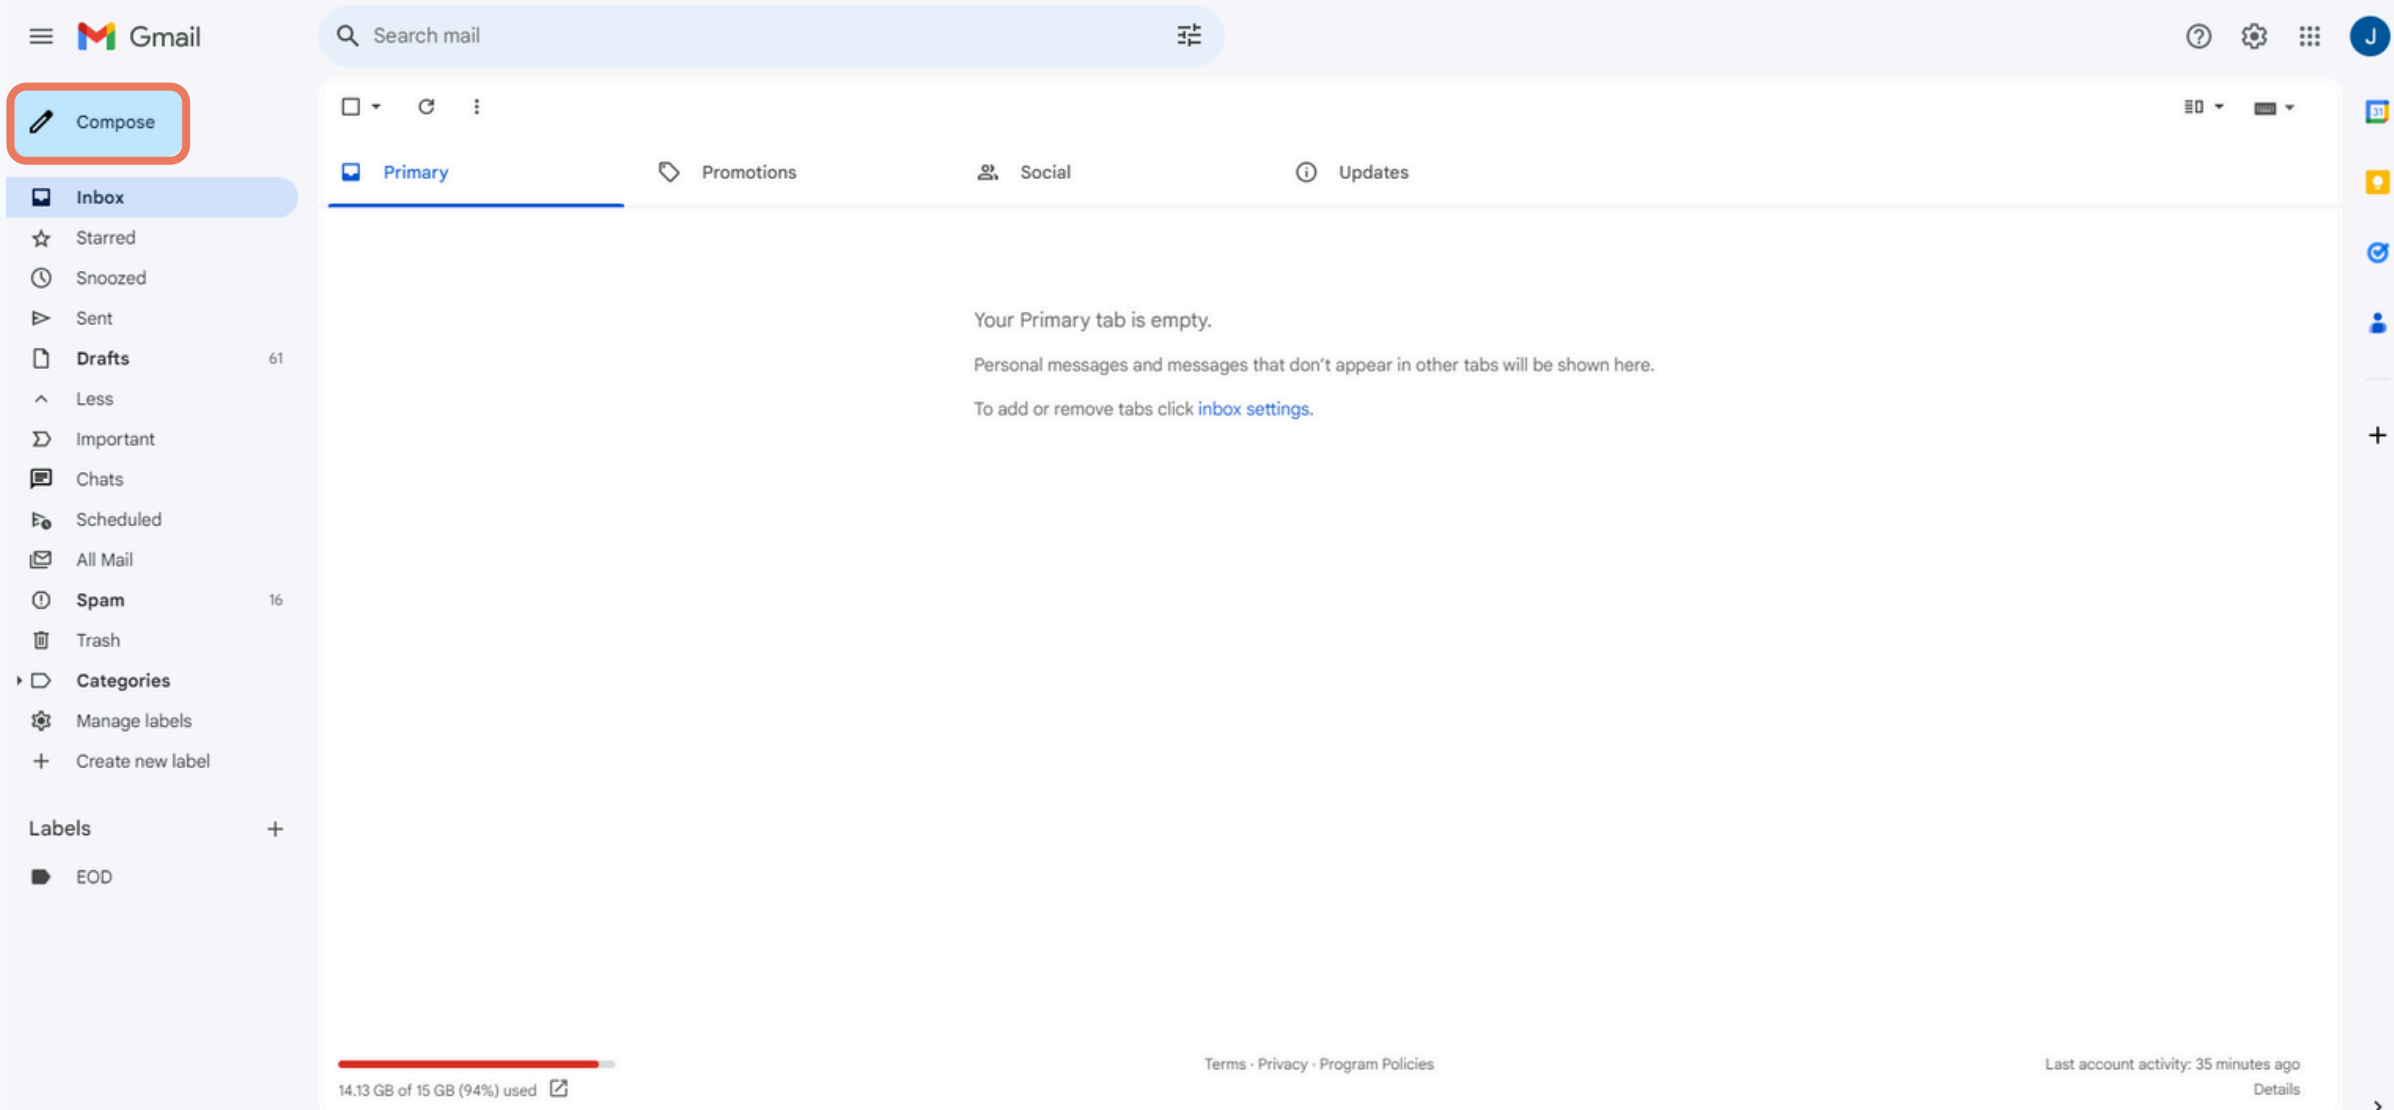 Gmail
Search mail
J
Compose
Inbox
Starred
Snoozed
Sent
Drafts 61
Less
Important
Chats
Scheduled
All Mail
Spam 16
Trash
Categories
Manage labels
Create new label
Labels
EOD
Primary Promotions Social Updates
Your Primary tab is empty.
Personal messages and messages that don't appear in other tabs will be shown here.
To add or remove tabs click inbox settings.
14.13 GB of 15 GB (94%) used
Terms · Privacy · Program Policies
Last account activity: 35 minutes ago
Details
31